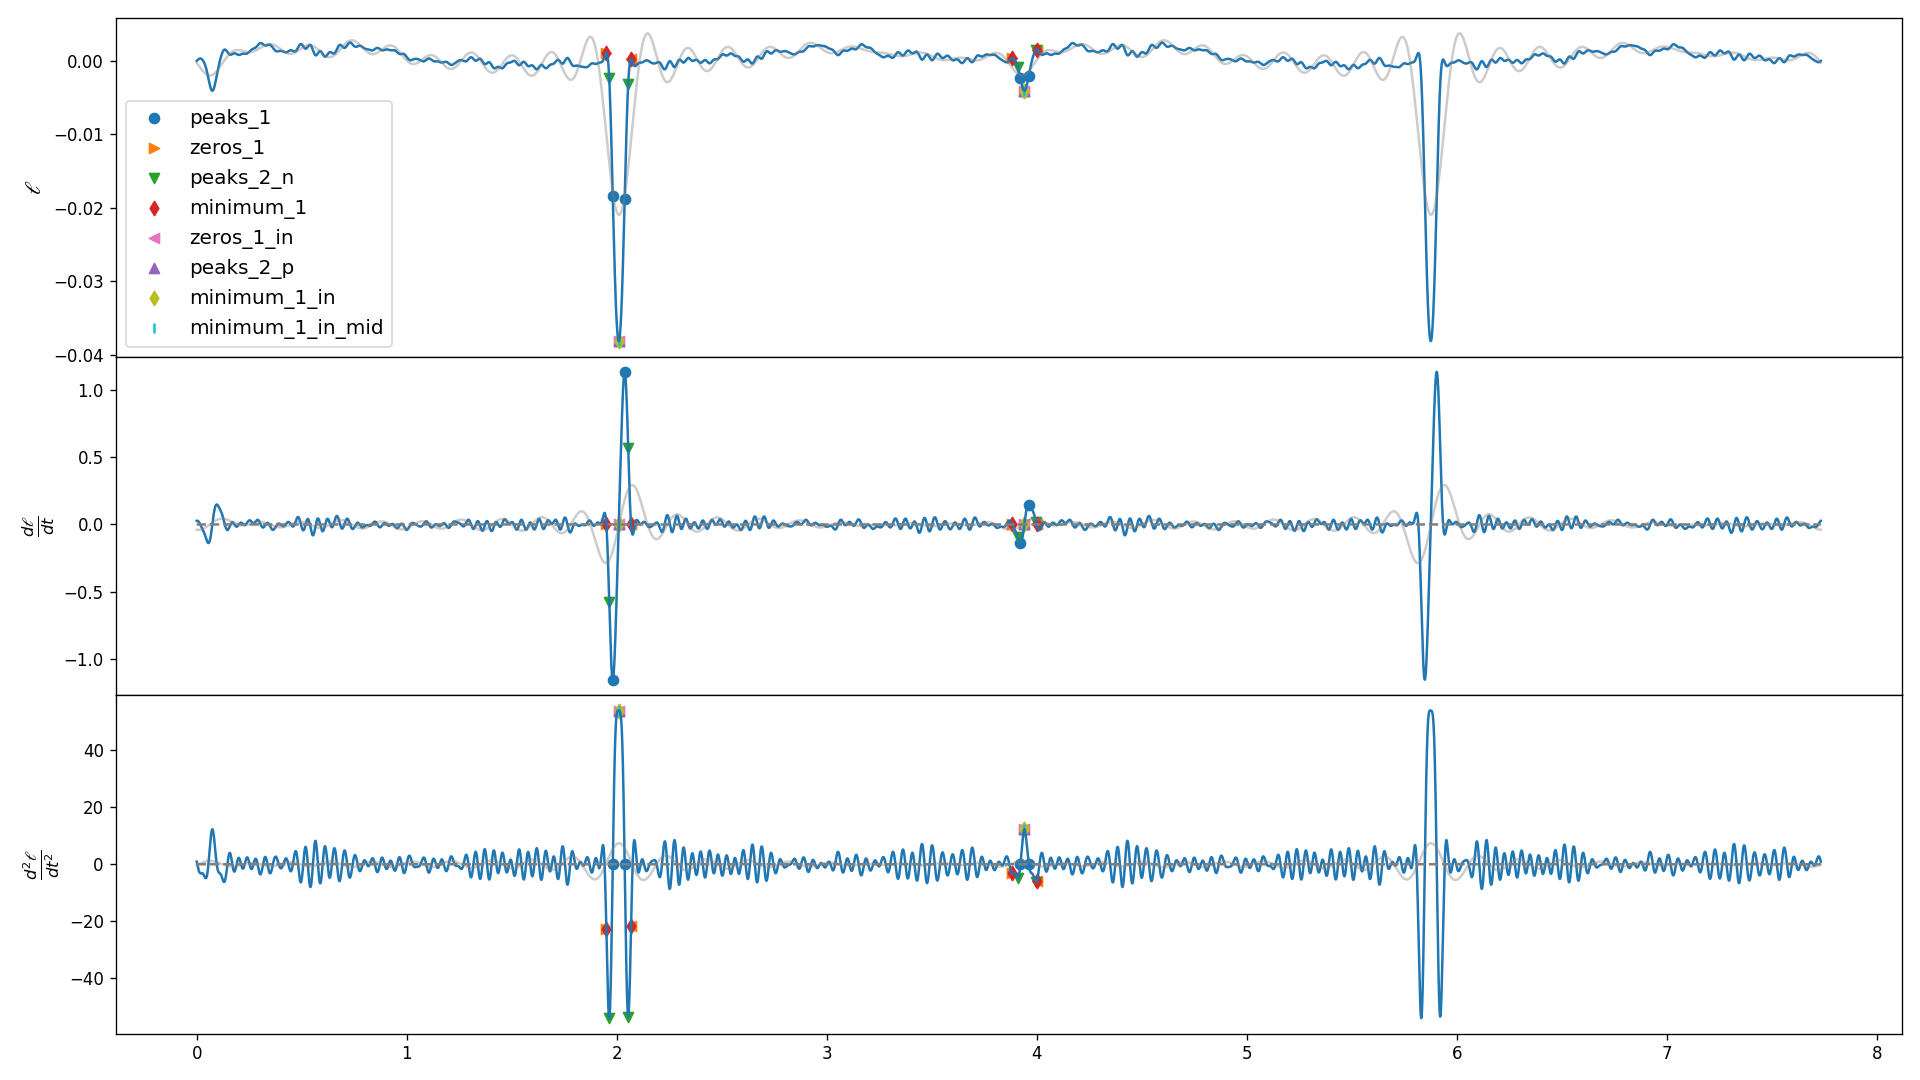 0.00
−0.01
−0.02
−0.03
−0.04
ℓ
peaks_1
zeros_1
peaks_2_n
minimum_1
zeros_1_in
peaks_2_p
minimum_1_in
minimum_1_in_mid
1.0
0.5
0.0
−0.5
−1.0
dℓ
dt
40
20
0
−20
−40
d²ℓ
dt²
0 1 2 3 4 5 6 7 8